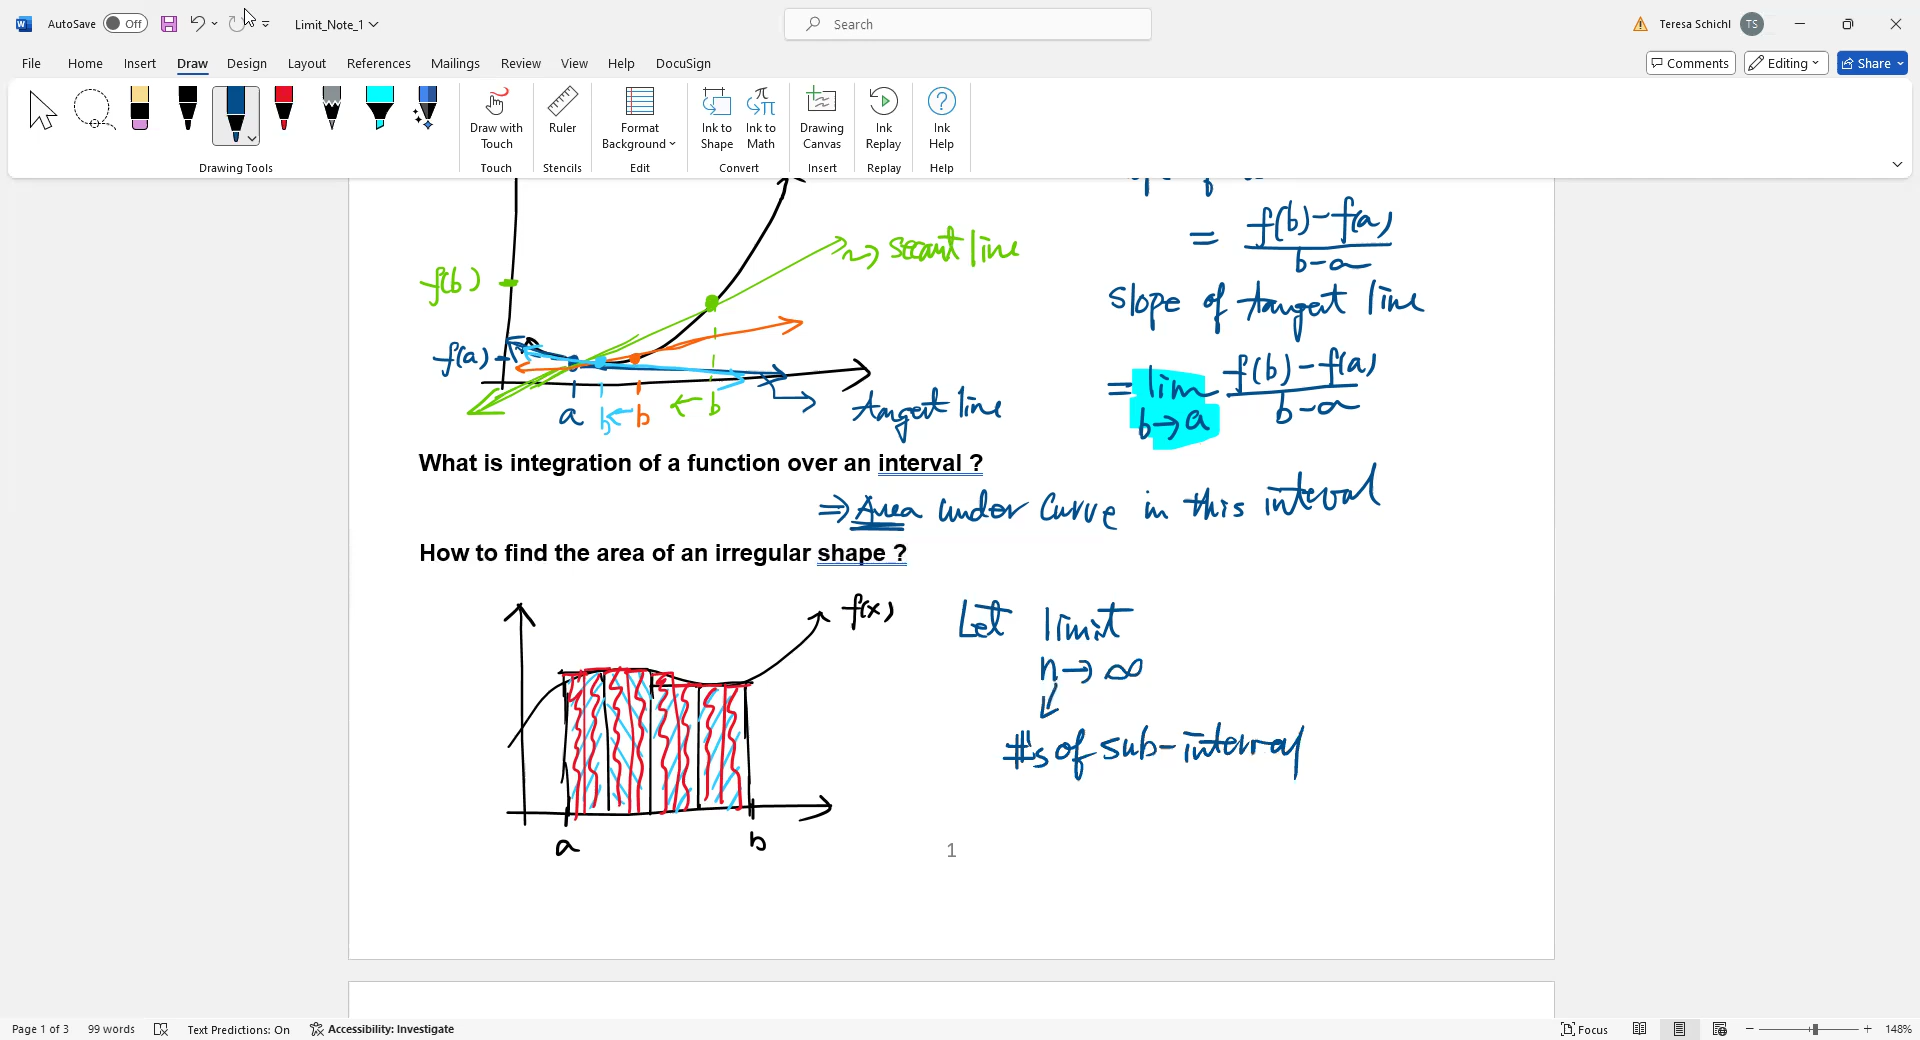 AutoSave Off Limit_Note_1 Search Teresa Schichl TS
File Home Insert Draw Design Layout References Mailings Review View Help DocuSign Comments Editing Share
Draw with Touch
Ruler
Format Background
Ink to Shape
Ink to Math
Drawing Canvas
Ink Replay
Ink Help
Drawing Tools Touch Stencils Edit Convert Insert Replay Help
= f(b)-f(a)
b-a
secant line
f(b)
slope of tangent line
f(a)
= lim f(b)-f(a)
b→a b-a
a b b b
Tangent line
What is integration of a function over an interval ?
⇒ Area under curve in this interval
How to find the area of an irregular shape ?
f(x)
Let limit
n→∞
#'s of sub-interval
a b
1
Page 1 of 3 99 words Text Predictions: On Accessibility: Investigate Focus 148%